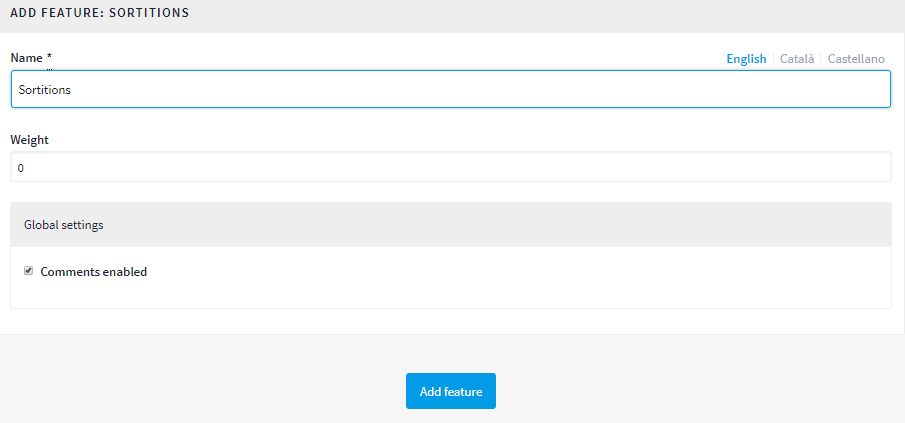 ADD FEATURE: SORTITIONS
Name *
English Català Castellano
Sortitions
Weight
0
Global settings
Comments enabled
Add feature